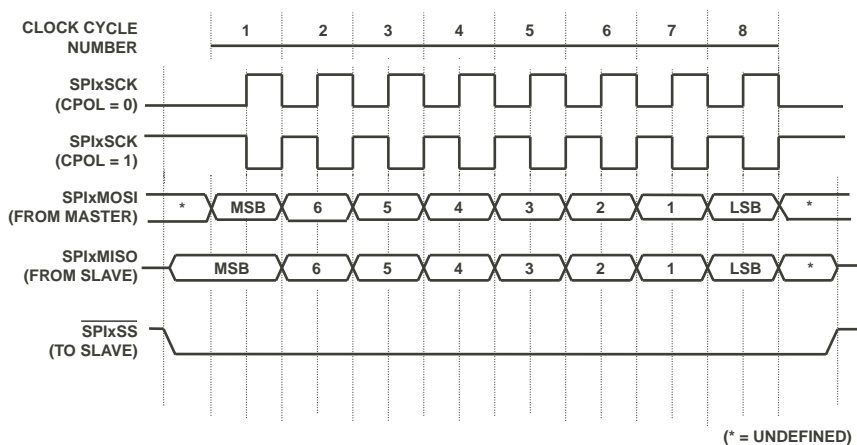 CLOCK CYCLE
NUMBER
1 2 3 4 5 6 7 8
SPIxSCK
(CPOL = 0)
SPIxSCK
(CPOL = 1)
SPIxMOSI
(FROM MASTER)
* MSB 6 5 4 3 2 1 LSB *
SPIxMISO
(FROM SLAVE)
MSB 6 5 4 3 2 1 LSB *
SPIxSS
(TO SLAVE)
(* = UNDEFINED)